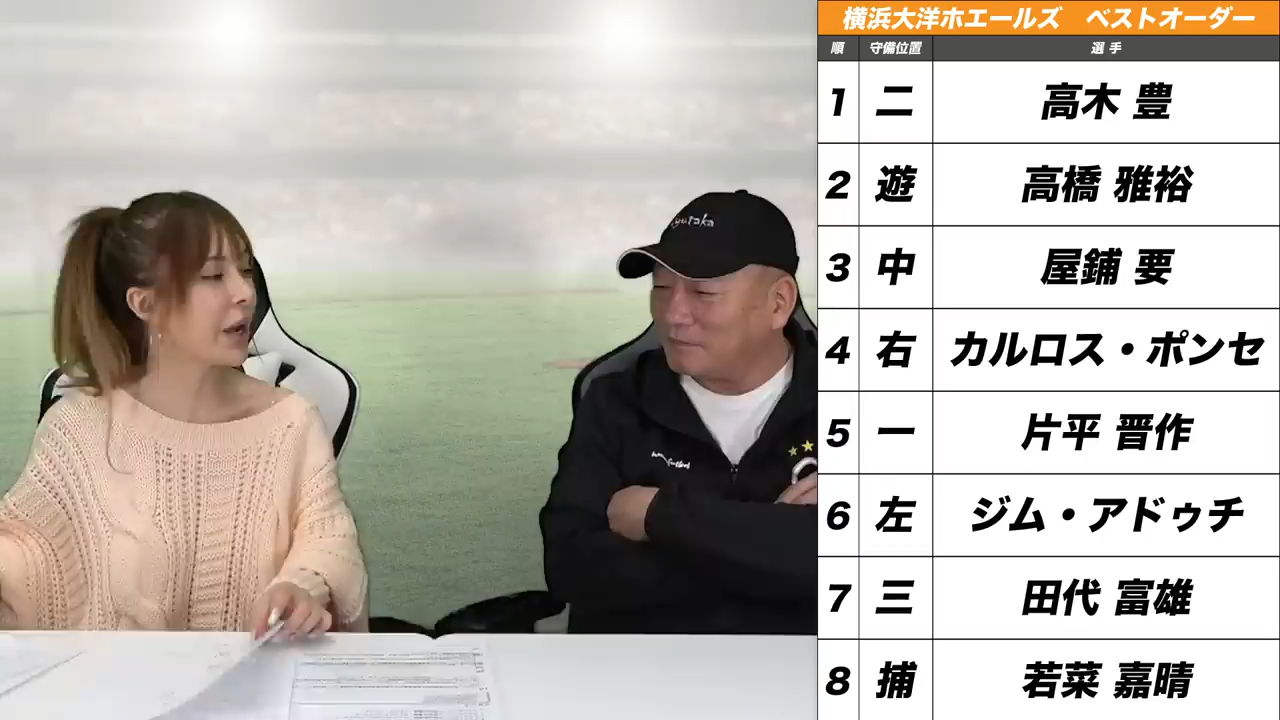 横浜大洋ホエールズ ベストオーダー
順 守備位置 選手
1 二 高木 豊
2 遊 高橋 雅裕
3 中 屋鋪 要
4 右 カルロス・ポンセ
5 一 片平 晋作
6 左 ジム・アドゥチ
7 三 田代 富雄
8 捕 若菜 嘉晴
yutaka